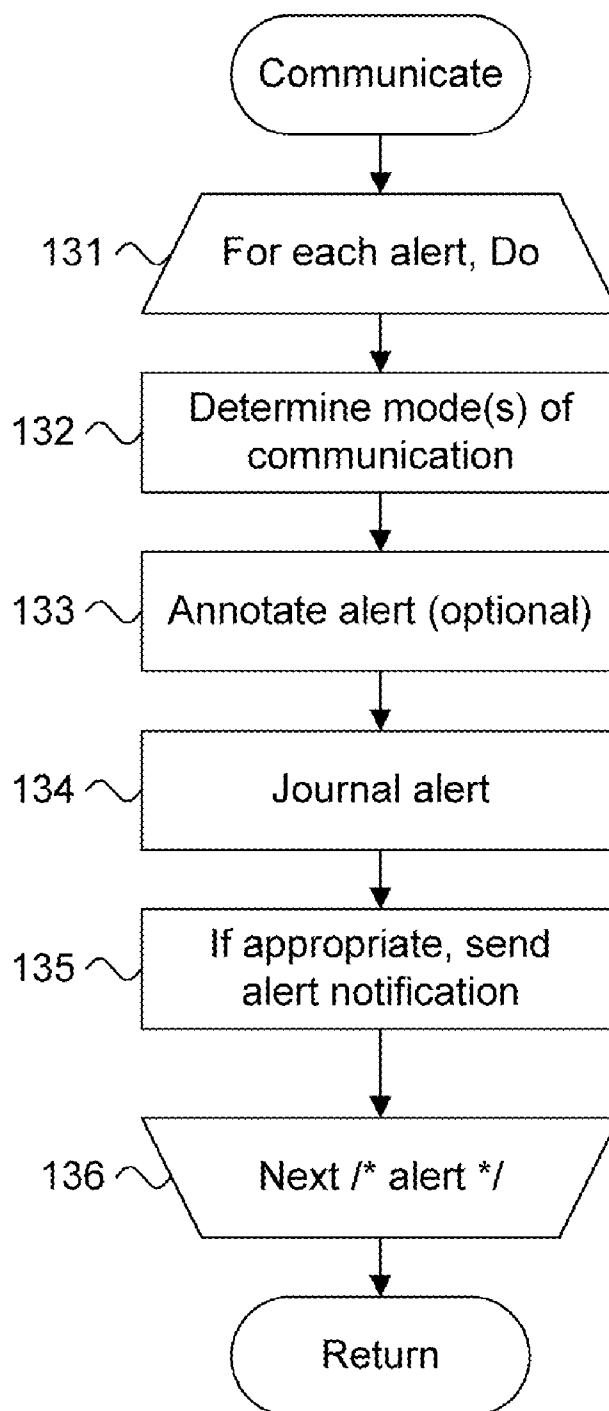 Communicate
131
For each alert, Do
132
Determine mode(s) of
communication
133
Annotate alert (optional)
134
Journal alert
135
If appropriate, send
alert notification
136
Next /* alert */
Return